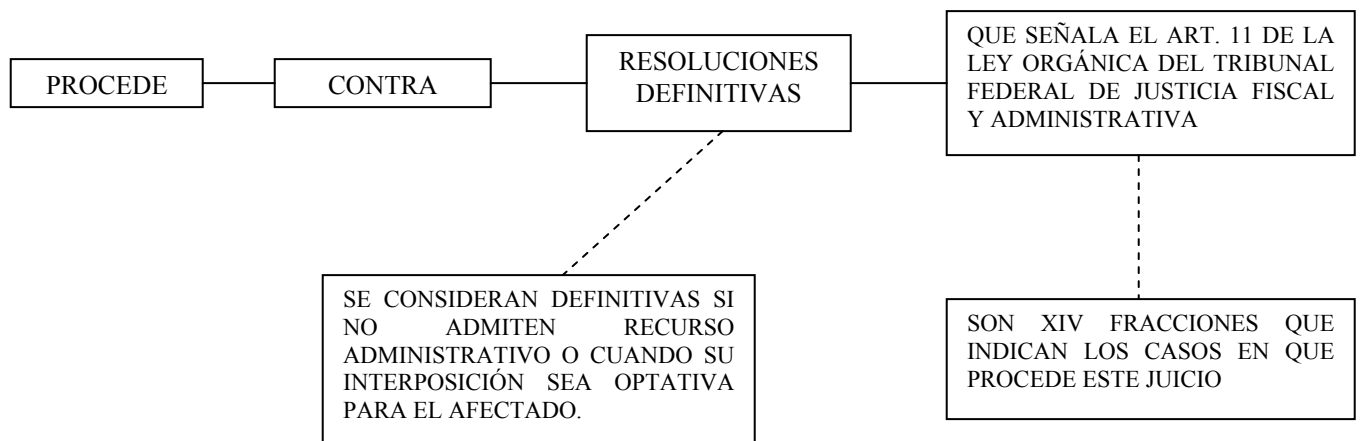 PROCEDE
CONTRA
RESOLUCIONES
DEFINITIVAS
QUE SEÑALA EL ART. 11 DE LA
LEY ORGÁNICA DEL TRIBUNAL
FEDERAL DE JUSTICIA FISCAL
Y ADMINISTRATIVA
SE CONSIDERAN DEFINITIVAS SI
NO ADMITEN RECURSO
ADMINISTRATIVO O CUANDO SU
INTERPOSICIÓN SEA OPTATIVA
PARA EL AFECTADO.
SON XIV FRACCIONES QUE
INDICAN LOS CASOS EN QUE
PROCEDE ESTE JUICIO